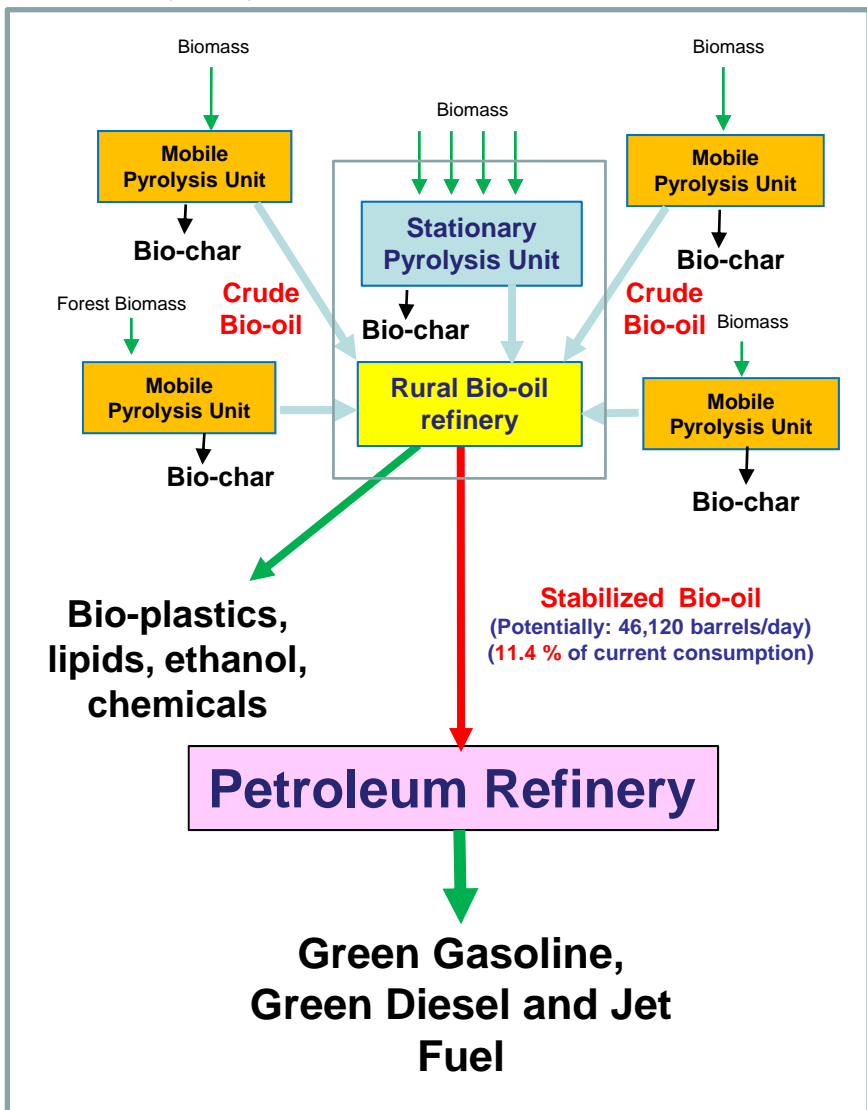 Biomass
Biomass
Biomass
Mobile
Pyrolysis Unit
Mobile
Pyrolysis Unit
Stationary
Pyrolysis Unit
Bio-char
Bio-char
Crude
Bio-oil
Crude
Bio-oil
Forest Biomass
Bio-char
Biomass
Mobile
Pyrolysis Unit
Rural Bio-oil
refinery
Mobile
Pyrolysis Unit
Bio-char
Bio-char
Bio-plastics,
lipids, ethanol,
chemicals
Stabilized Bio-oil
(Potentially: 46,120 barrels/day)
(11.4 % of current consumption)
Petroleum Refinery
Green Gasoline,
Green Diesel and Jet
Fuel